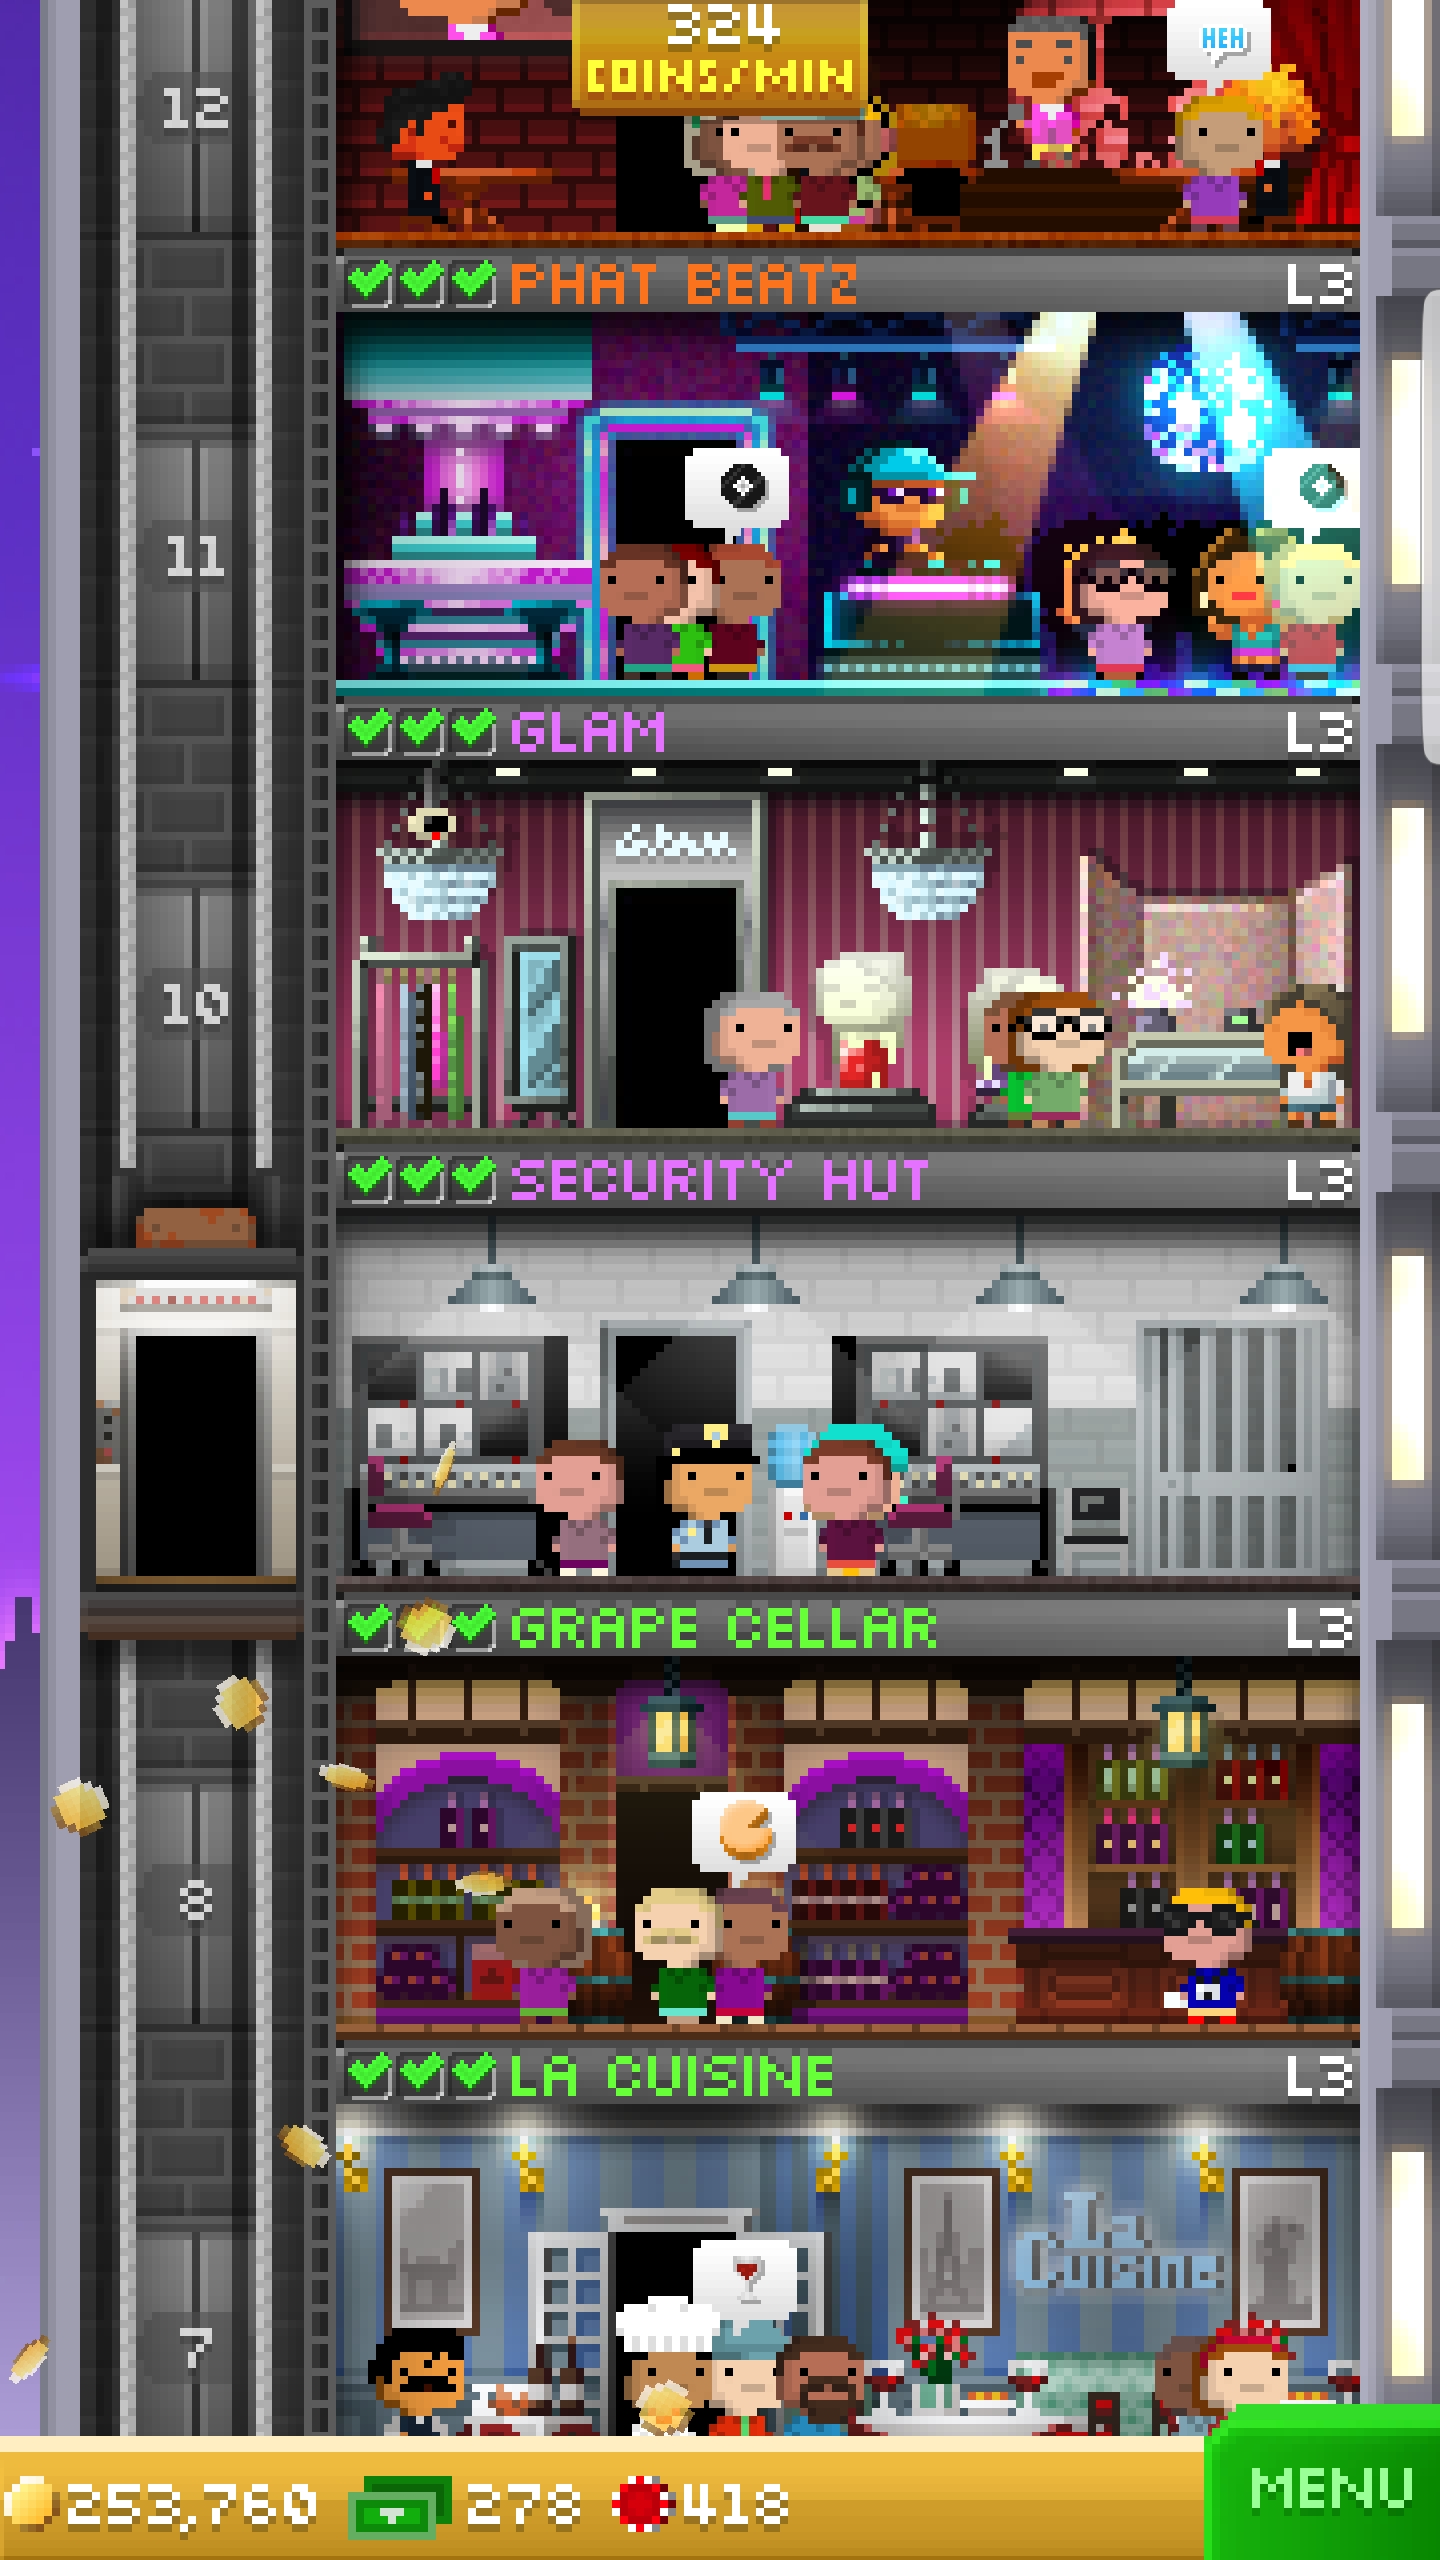 324
COINS/MIN
HEH
12
PHAT BEATZ
L3
11
GLAM
L3
Glam
10
SECURITY HUT
L3
GRAPE CELLAR
L3
8
LA CUISINE
L3
La
Cuisine
7
253,760
278
418
MENU